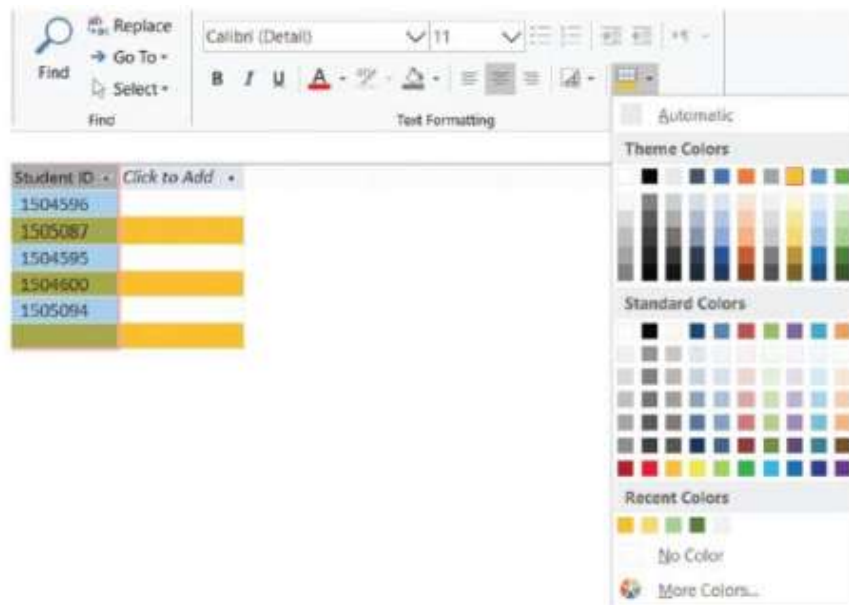 Find
Replace
Go To
Select
Find
Calibri (Detail)
11
B I U A
Text Formatting
Automatic
Theme Colors
Standard Colors
Recent Colors
No Color
More Colors...
Student ID Click to Add
1504596
1505087
1504595
1504600
1505094